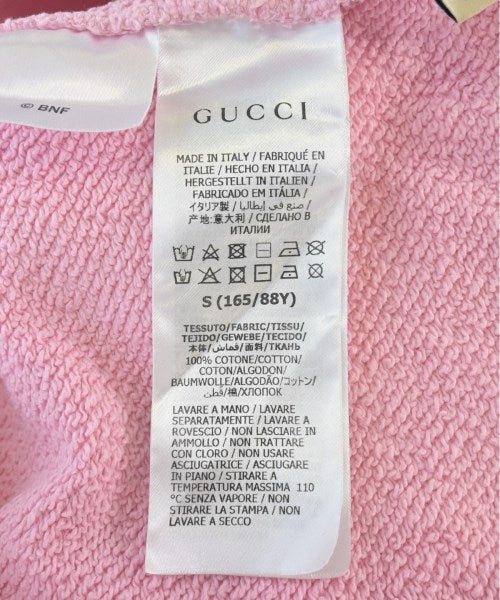 © BNF
GUCCI
MADE IN ITALY / FABRIQUÉ EN
ITALIE / HECHO EN ITALIA /
HERGESTELLT IN ITALIEN /
FABRICADO EM ITÁLIA /
イタリア製 / صنع في إيطاليا /
产地:意大利 / СДЕЛАНО В
ИТАЛИИ
S (165/88Y)
TESSUTO/FABRIC/TISSU/
TEJIDO/GEWEBE/TECIDO/
本体/قماش/面料/ТКАНЬ
100% COTONE/COTTON/
COTON/ALGODON/
BAUMWOLLE/ALGODÃO/コットン/
قطن/棉/ХЛОПОК
LAVARE A MANO / LAVARE
SEPARATAMENTE / LAVARE A
ROVESCIO / NON LASCIARE IN
AMMOLLO / NON TRATTARE
CON CLORO / NON USARE
ASCIUGATRICE / ASCIUGARE
IN PIANO / STIRARE A
TEMPERATURA MASSIMA 110
°C SENZA VAPORE / NON
STIRARE LA STAMPA / NON
LAVARE A SECCO